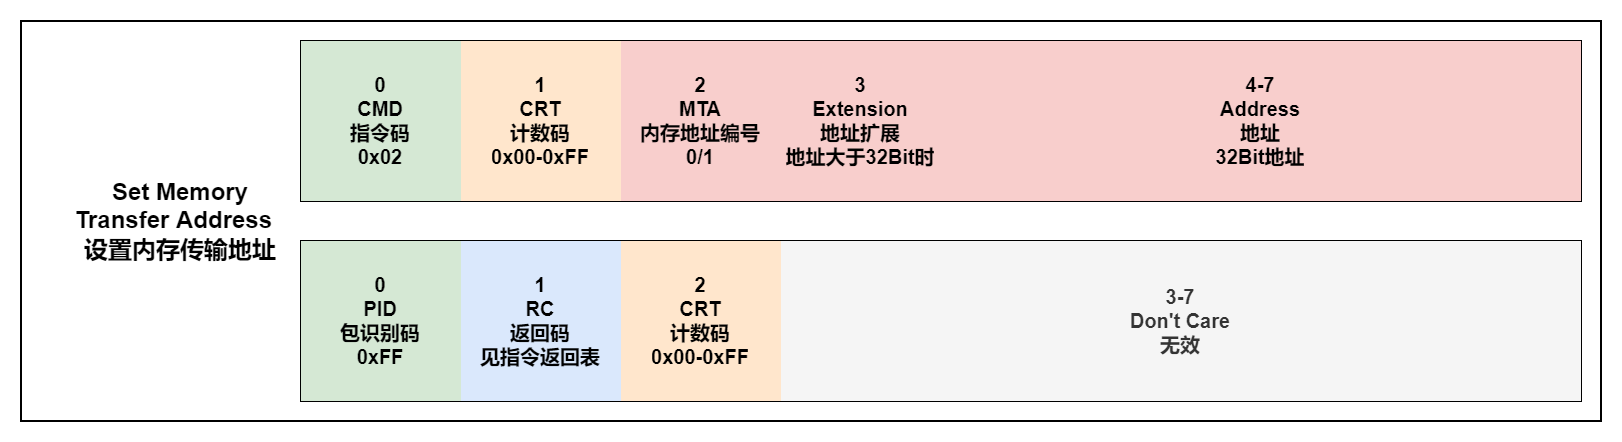 Set Memory
Transfer Address
设置内存传输地址
0
CMD
指令码
0x02
1
CRT
计数码
0x00-0xFF
2
MTA
内存地址编号
0/1
3
Extension
地址扩展
地址大于32Bit时
4-7
Address
地址
32Bit地址
0
PID
包识别码
0xFF
1
RC
返回码
见指令返回表
2
CRT
计数码
0x00-0xFF
3-7
Don't Care
无效